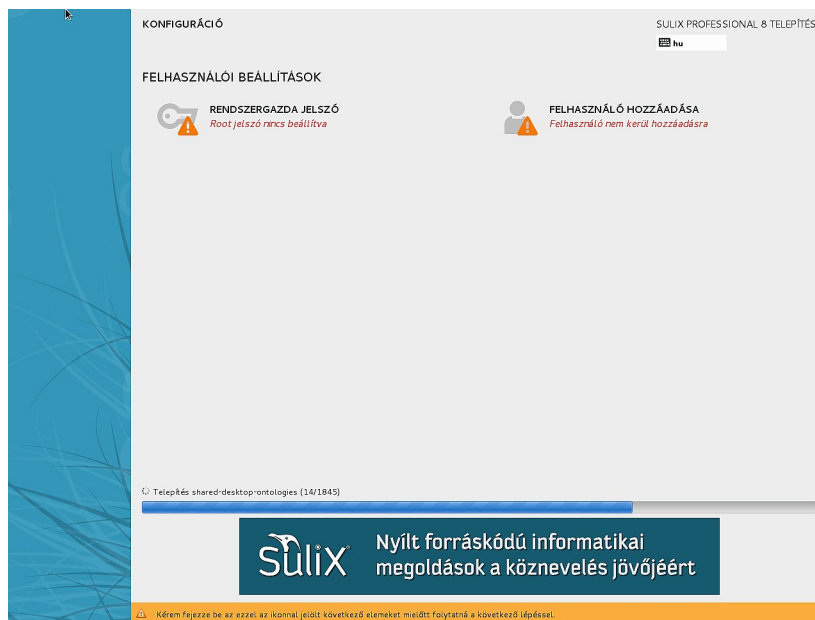 KONFIGURÁCIÓ
SULIX PROFESSIONAL 8 TELEPÍTÉS
hu
FELHASZNÁLÓI BEÁLLÍTÁSOK
RENDSZERGAZDA JELSZÓ
Root jelszó nincs beállítva
FELHASZNÁLÓ HOZZÁADÁSA
Felhasználó nem kerül hozzáadásra
Telepítés shared-desktop-ontologies (14/1845)
SuliX
Nyílt forráskódú informatikai
megoldások a köznevelés jövőjéért
Kérem fejezze be az ezzel az ikonnal jelölt következő elemeket mielőtt folytatná a következő lépéssel.